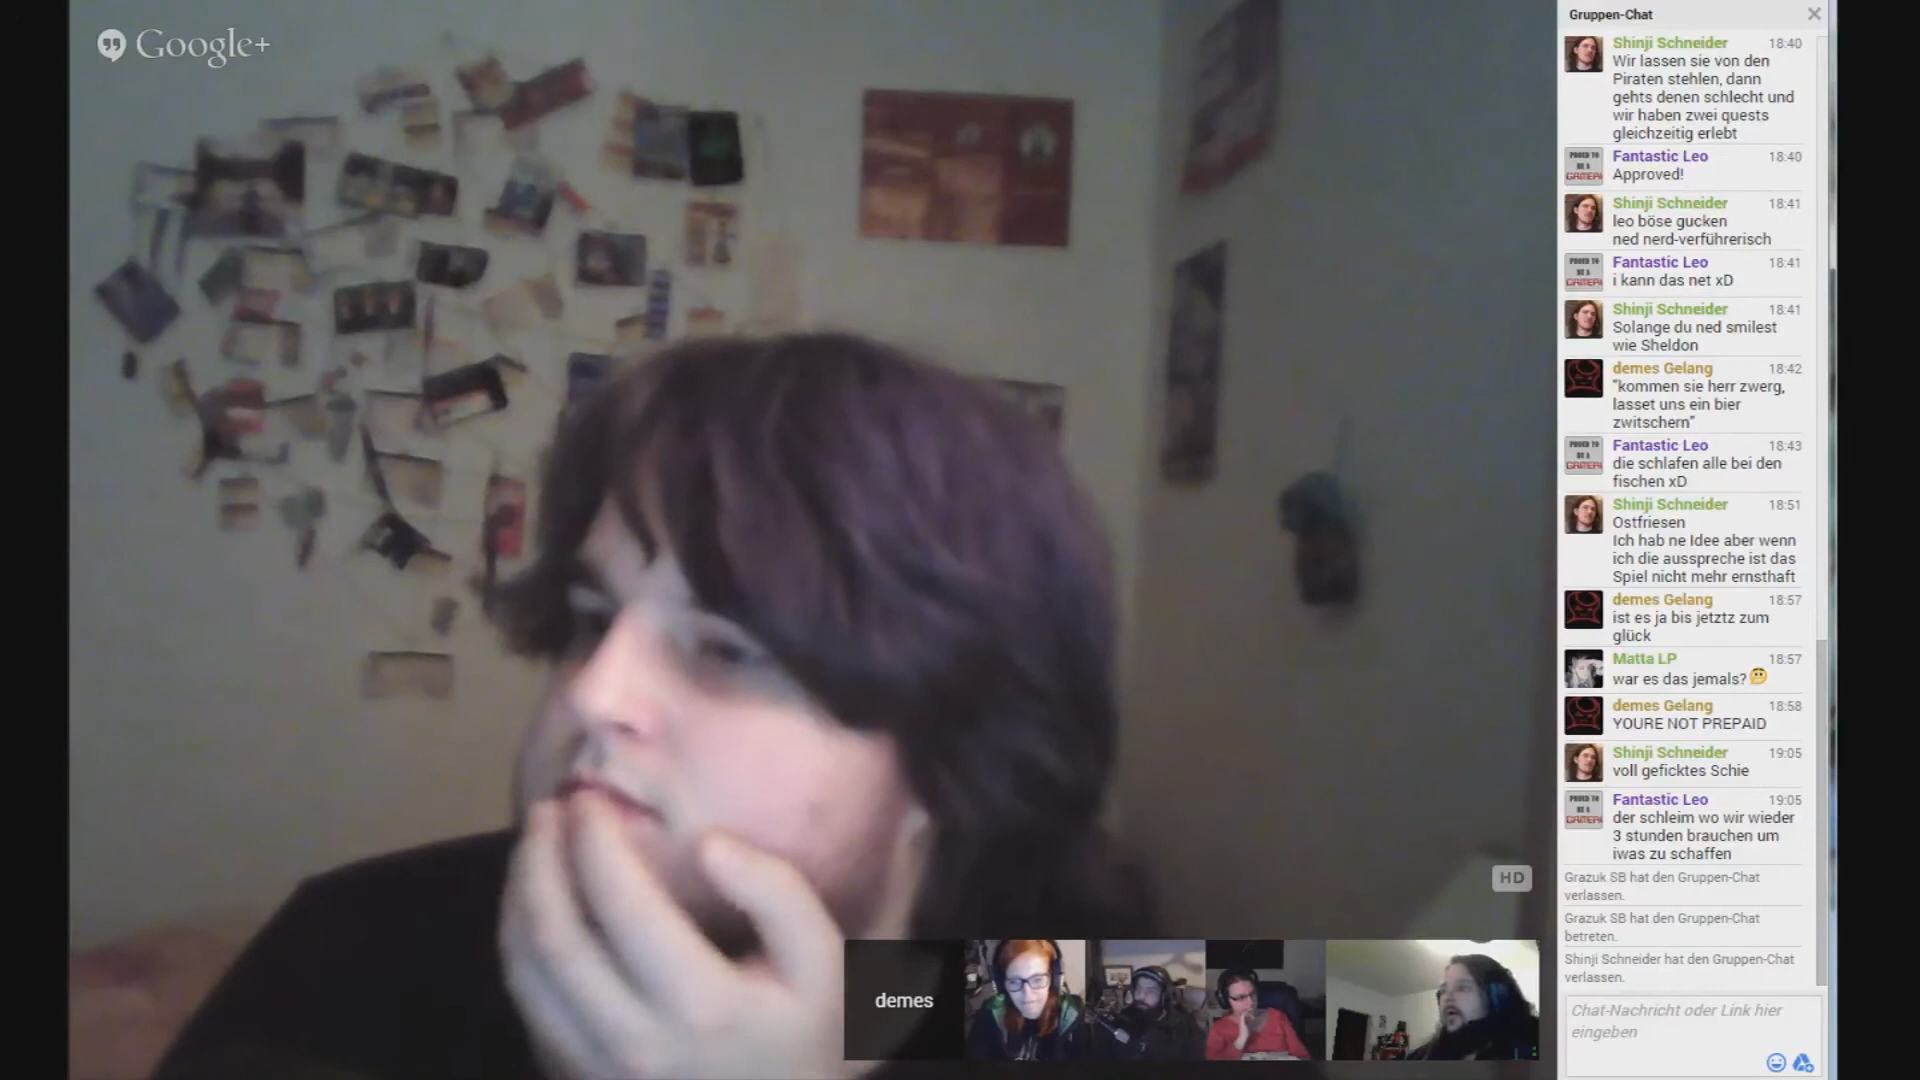 Google+
Gruppen-Chat
Shinji Schneider 18:40
Wir lassen sie von den
Piraten stehlen, dann
gehts denen schlecht und
wir haben zwei quests
gleichzeitig erlebt
Fantastic Leo 18:40
Approved!
Shinji Schneider 18:41
leo böse gucken
ned nerd-verführerisch
Fantastic Leo 18:41
i kann das net xD
Shinji Schneider 18:41
Solange du ned smilest
wie Sheldon
demes Gelang 18:42
"kommen sie herr zwerg,
lasset uns ein bier
zwitschern"
Fantastic Leo 18:43
die schlafen alle bei den
fischen xD
Shinji Schneider 18:51
Ostfriesen
Ich hab ne Idee aber wenn
ich die ausspreche ist das
Spiel nicht mehr ernsthaft
demes Gelang 18:57
ist es ja bis jetztz zum
glück
Matta LP 18:57
war es das jemals?
demes Gelang 18:58
YOURE NOT PREPAID
Shinji Schneider 19:05
voll geficktes Schie
Fantastic Leo 19:05
der schleim wo wir wieder
3 stunden brauchen um
iwas zu schaffen
Grazuk SB hat den Gruppen-Chat
verlassen.
Grazuk SB hat den Gruppen-Chat
betreten.
Shinji Schneider hat den Gruppen-Chat
verlassen.
Chat-Nachricht oder Link hier
eingeben
HD
demes